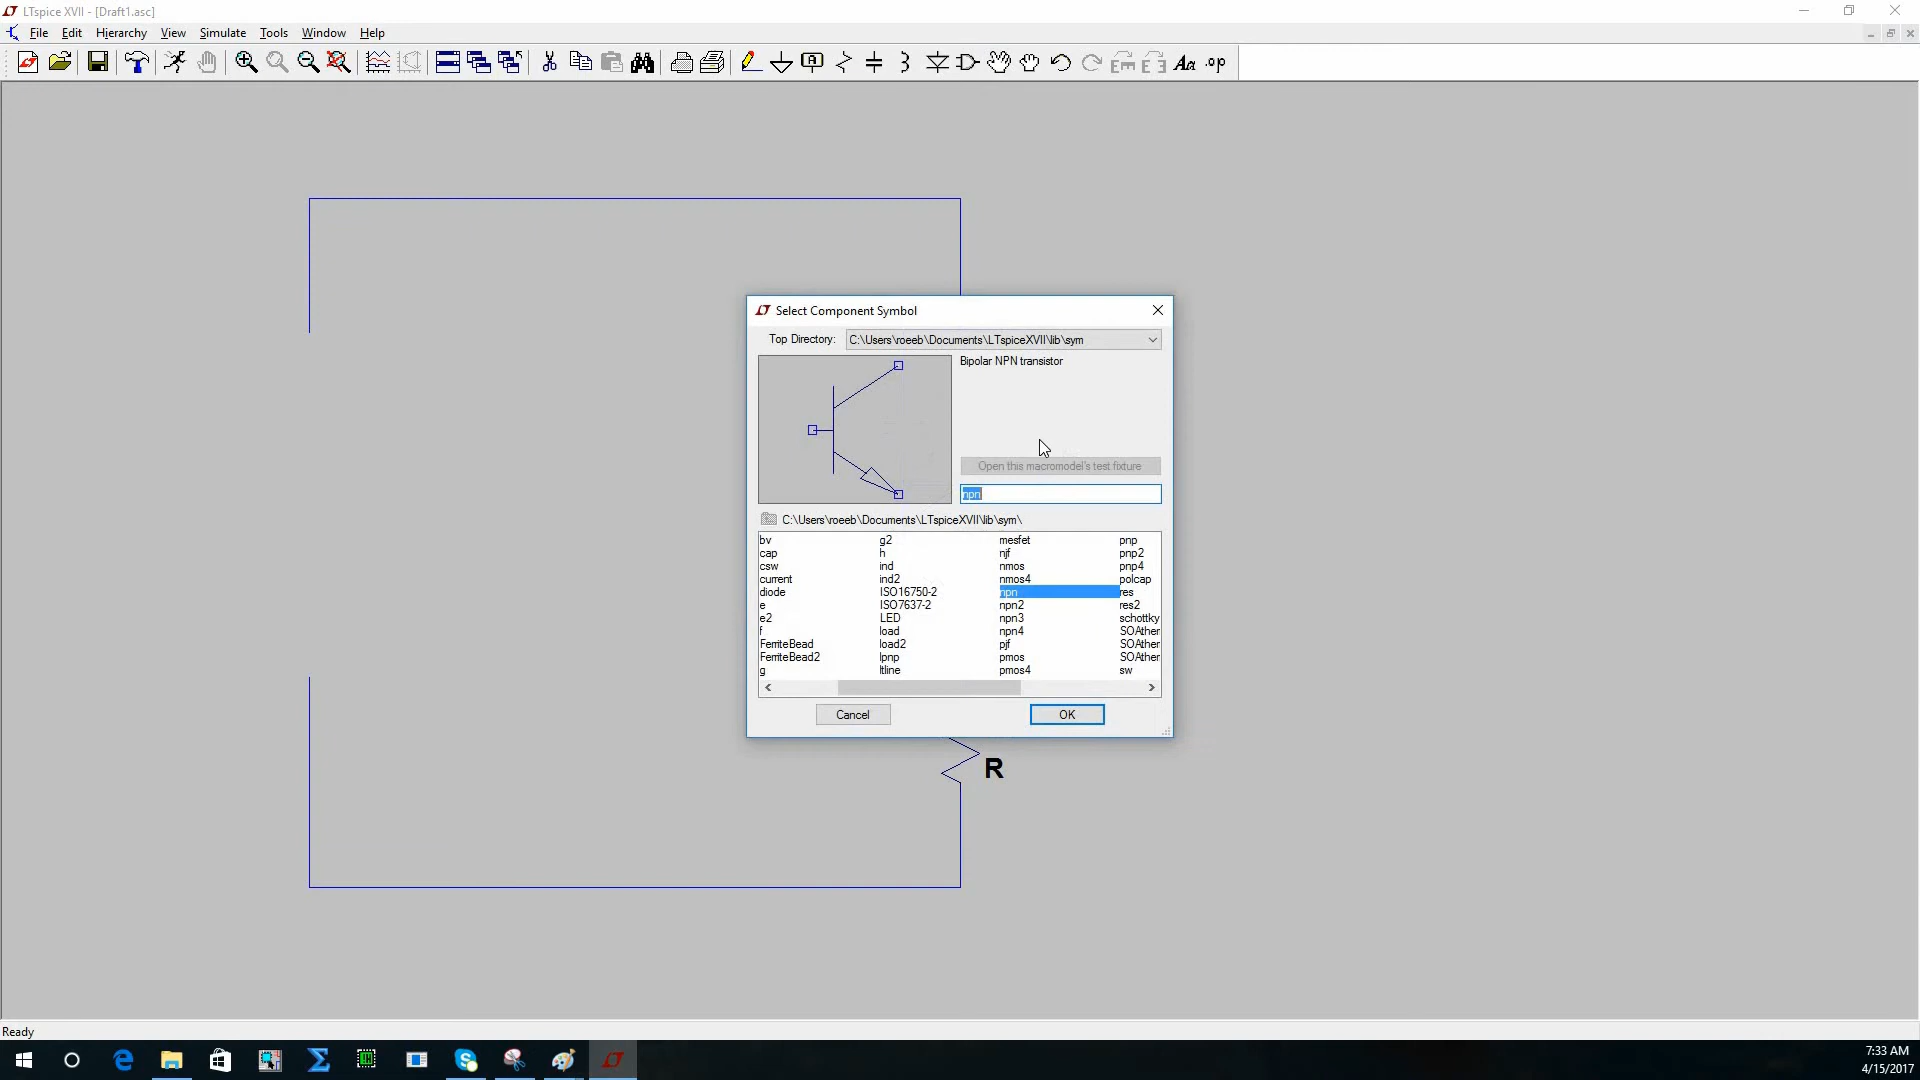 LTspice XVII - [Draft1.asc]
File Edit Hierarchy View Simulate Tools Window Help
Aa .op
Select Component Symbol
Top Directory: C:\Users\roeeb\Documents\LTspiceXVII\lib\sym
Bipolar NPN transistor
Open this macromodel's test fixture
npn
C:\Users\roeeb\Documents\LTspiceXVII\lib\sym\
bv g2 mesfet pnp
cap h njf pnp2
csw ind nmos pnp4
current ind2 nmos4 polcap
diode ISO16750-2 npn res
e ISO7637-2 npn2 res2
e2 LED npn3 schottky
f load npn4 SOAther
FerriteBead load2 pjf SOAther
FerriteBead2 lpnp pmos SOAther
g ltline pmos4 sw
Cancel OK
R
Ready
7:33 AM
4/15/2017